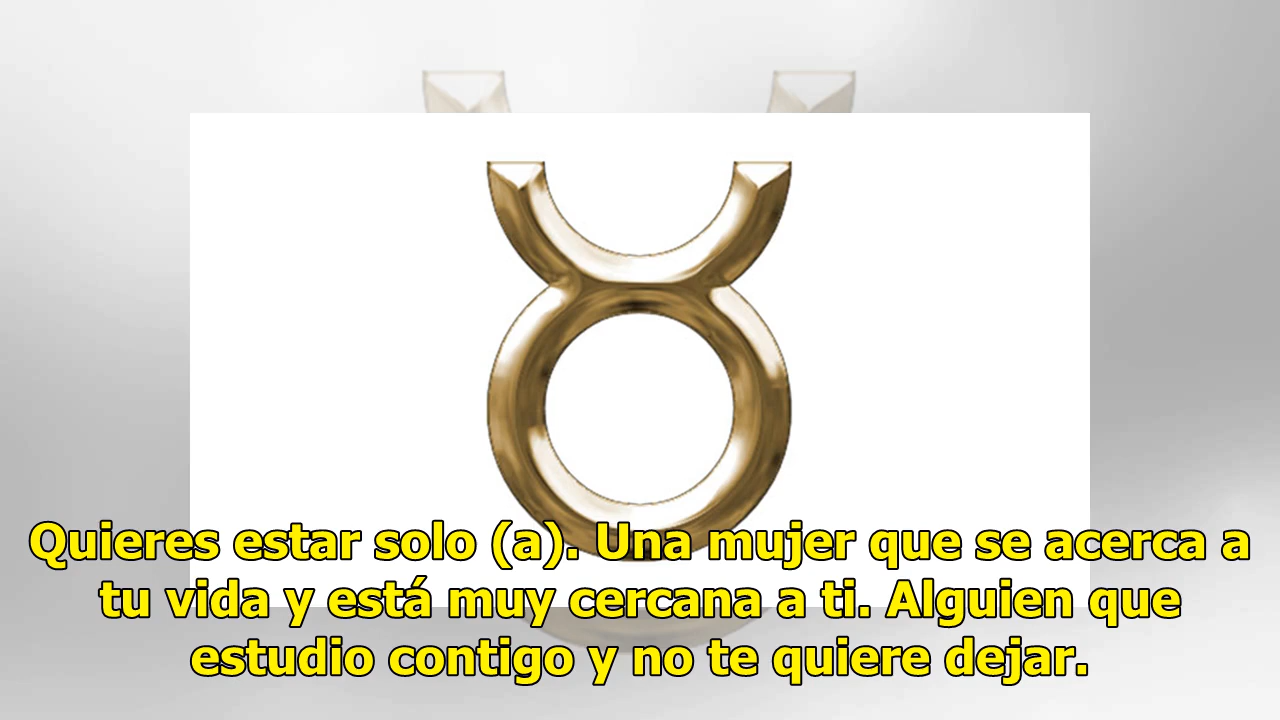 Quieres estar solo (a). Una mujer que se acerca a
tu vida y está muy cercana a ti. Alguien que
estudio contigo y no te quiere dejar.